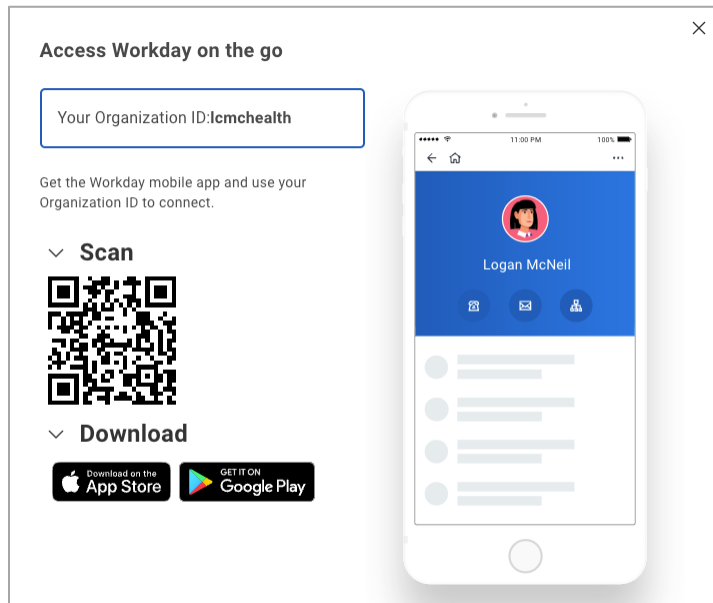 Access Workday on the go
Your Organization ID:lcmchealth
Get the Workday mobile app and use your
Organization ID to connect.
Scan
Download
Download on the
App Store
GET IT ON
Google Play
11:00 PM
100%
Logan McNeil